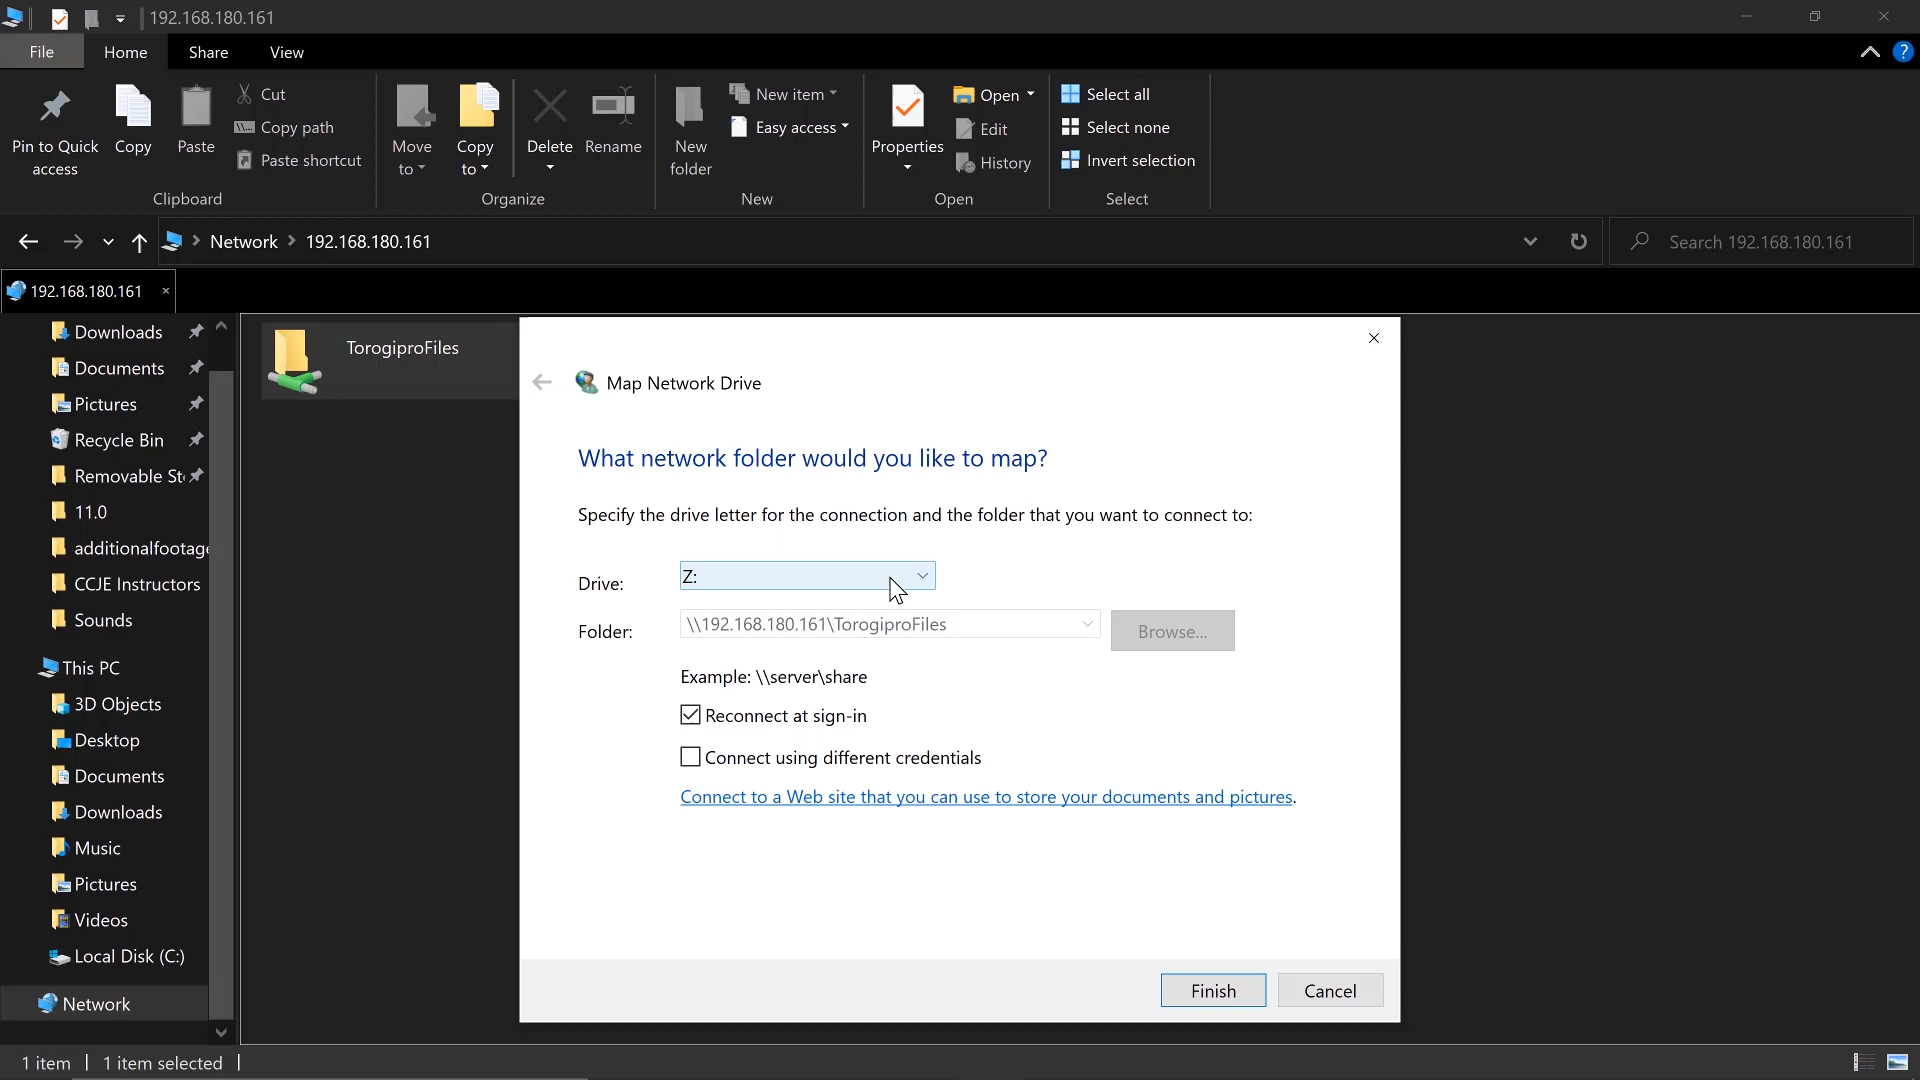 192.168.180.161
File
Home
Share
View
Pin to Quick access
Copy
Paste
Cut
Copy path
Paste shortcut
Clipboard
Move to
Copy to
Delete
Rename
Organize
New folder
New item
Easy access
New
Properties
Open
Edit
History
Open
Select all
Select none
Invert selection
Select
Network
192.168.180.161
Search 192.168.180.161
192.168.180.161
Downloads
Documents
Pictures
Recycle Bin
Removable St
11.0
additionalfootage
CCJE Instructors
Sounds
This PC
3D Objects
Desktop
Documents
Downloads
Music
Pictures
Videos
Local Disk (C:)
Network
TorogiproFiles
Map Network Drive
What network folder would you like to map?
Specify the drive letter for the connection and the folder that you want to connect to:
Drive:
Z:
Folder:
\\192.168.180.161\TorogiproFiles
Browse...
Example: \\server\share
Reconnect at sign-in
Connect using different credentials
Connect to a Web site that you can use to store your documents and pictures.
Finish
Cancel
1 item
1 item selected